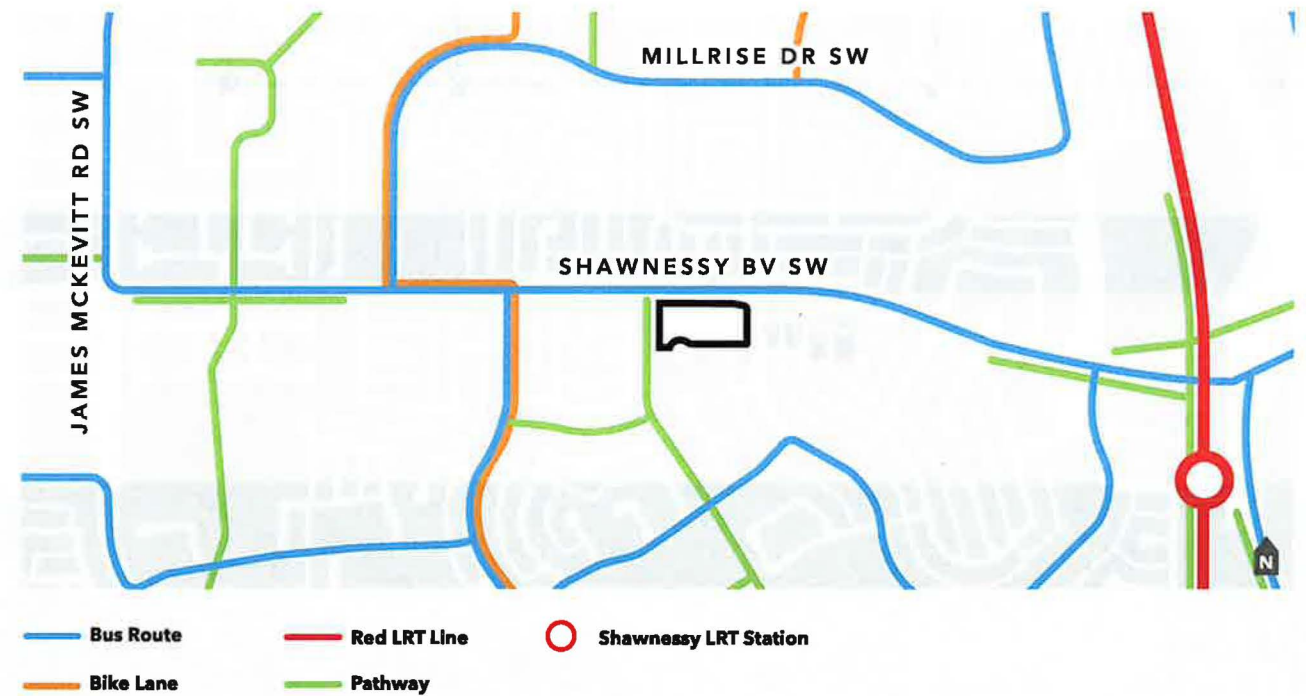 MILLRISE DR SW
JAMES MCKEVITT RD SW
SHAWNESSY BV SW
N
Bus Route
Red LRT Line
Shawnessy LRT Station
Bike Lane
Pathway